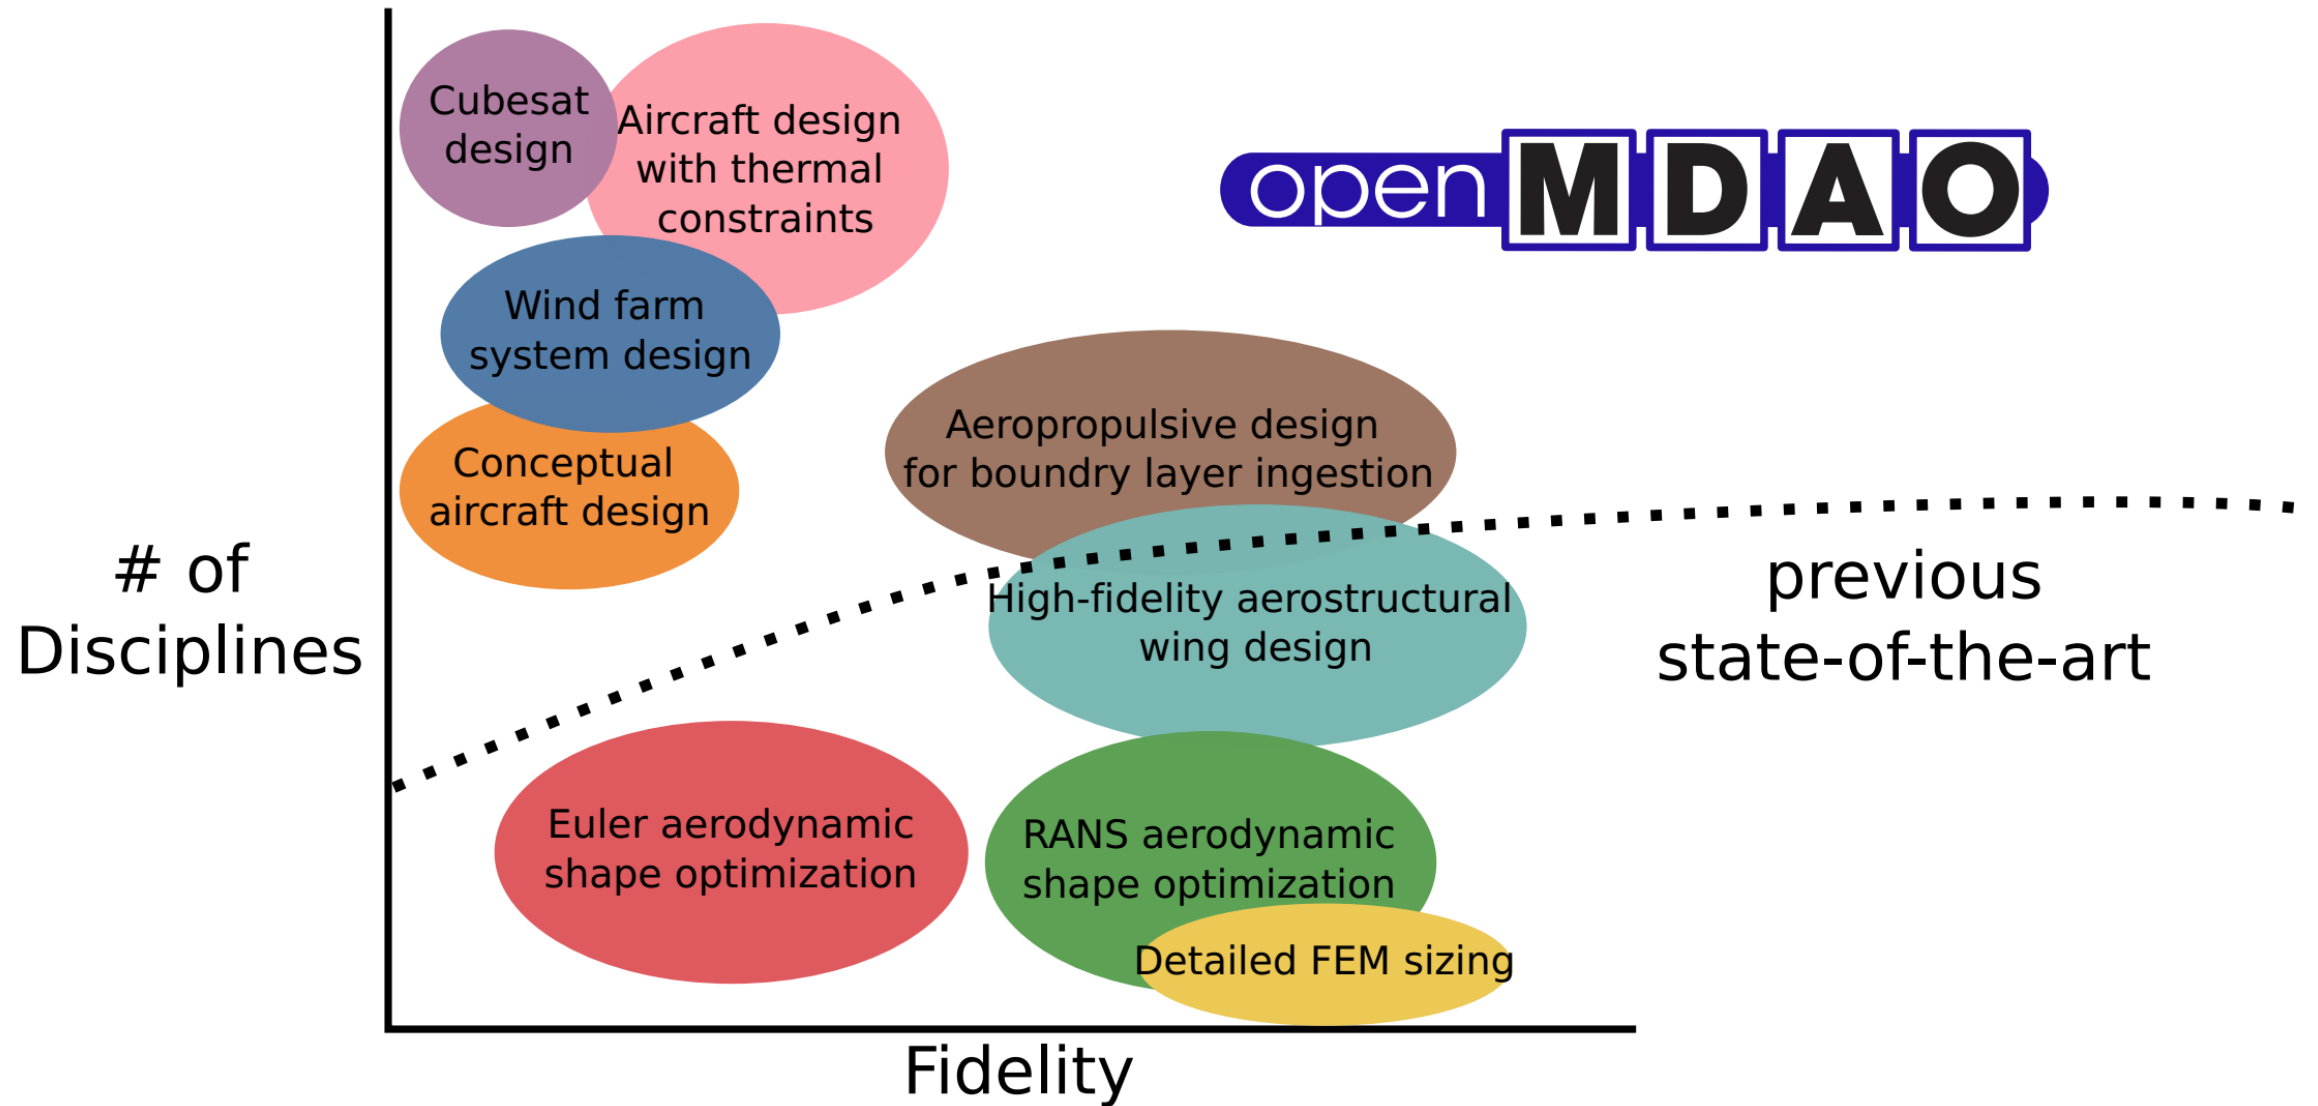 Cubesat
design
Aircraft design
with thermal
constraints
open MDAO
Wind farm
system design
Conceptual
aircraft design
Aeropropulsive design
for boundry layer ingestion
# of
Disciplines
High-fidelity aerostructural
wing design
previous
state-of-the-art
Euler aerodynamic
shape optimization
RANS aerodynamic
shape optimization
Detailed FEM sizing
Fidelity